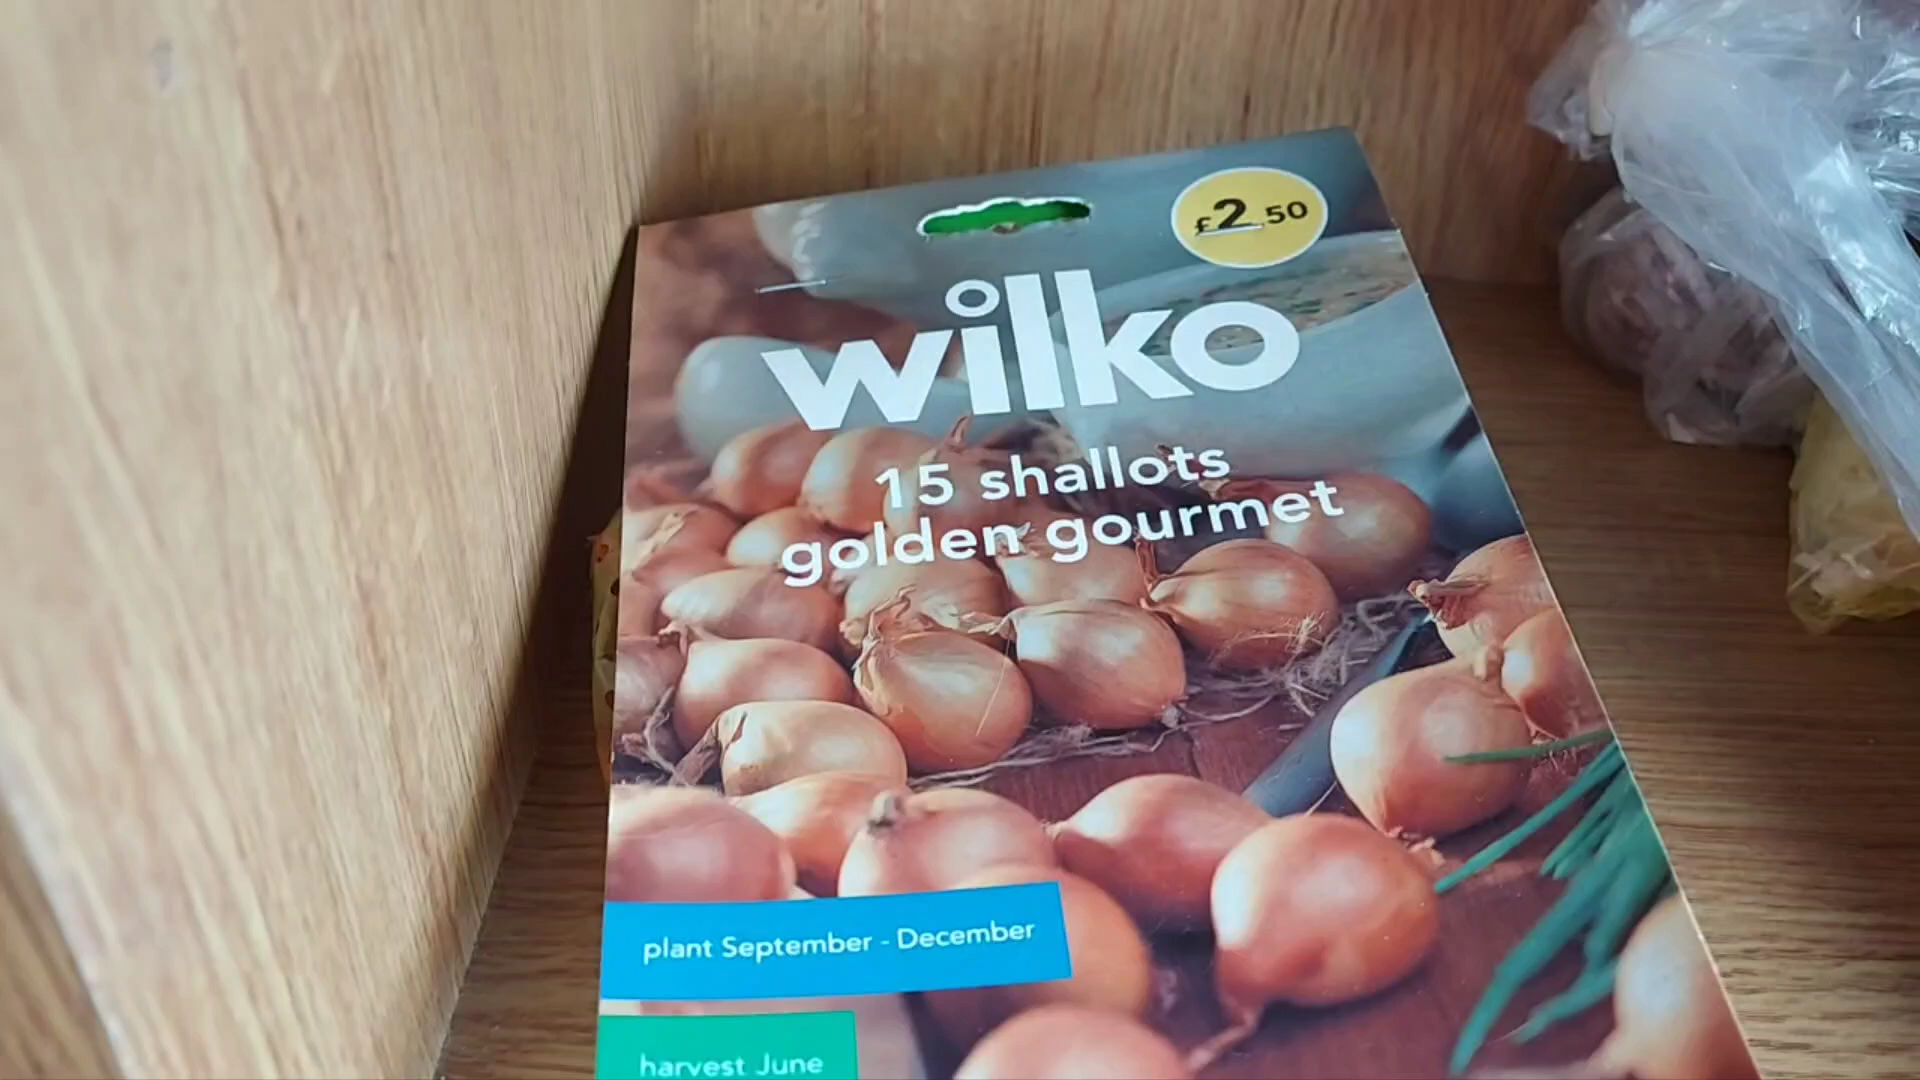 £2.50
wilko
15 shallots
golden gourmet
plant September - December
harvest June